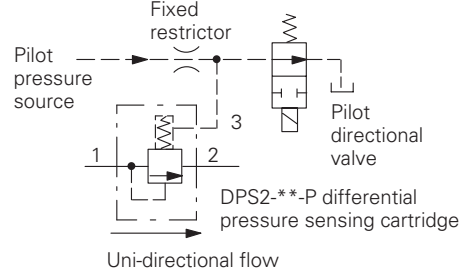 Fixed
restrictor
Pilot
pressure
source
Pilot
directional
valve
3
1
2
DPS2-**-P differential
pressure sensing cartridge
Uni-directional flow